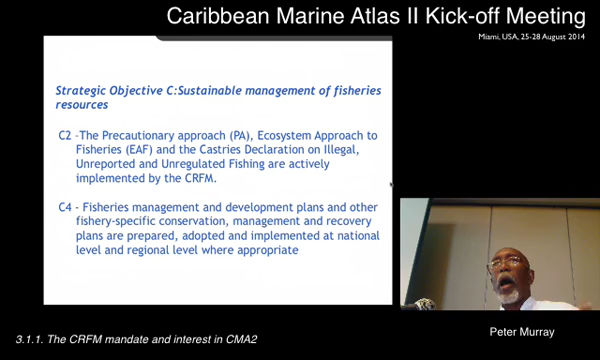 Caribbean Marine Atlas II Kick-off Meeting
Miami, USA, 25-28 August 2014
Strategic Objective C:Sustainable management of fisheries
resources
C2 -The Precautionary approach (PA), Ecosystem Approach to
Fisheries (EAF) and the Castries Declaration on Illegal,
Unreported and Unregulated Fishing are actively
implemented by the CRFM.
C4 - Fisheries management and development plans and other
fishery-specific conservation, management and recovery
plans are prepared, adopted and implemented at national
level and regional level where appropriate
Peter Murray
3.1.1. The CRFM mandate and interest in CMA2